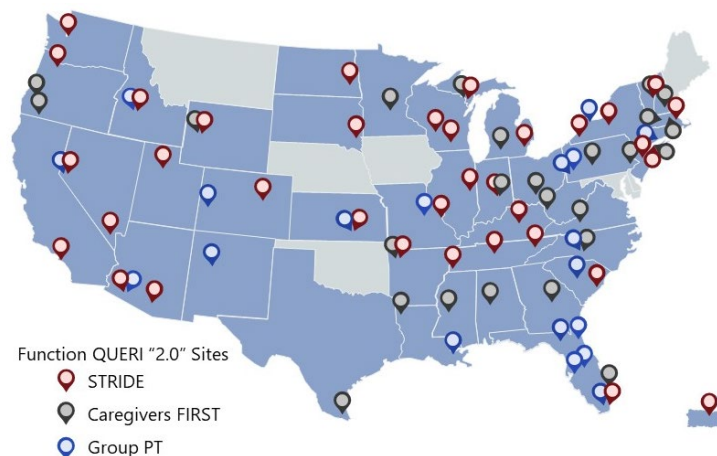 Function QUERI "2.0" Sites
STRIDE
Caregivers FIRST
Group PT